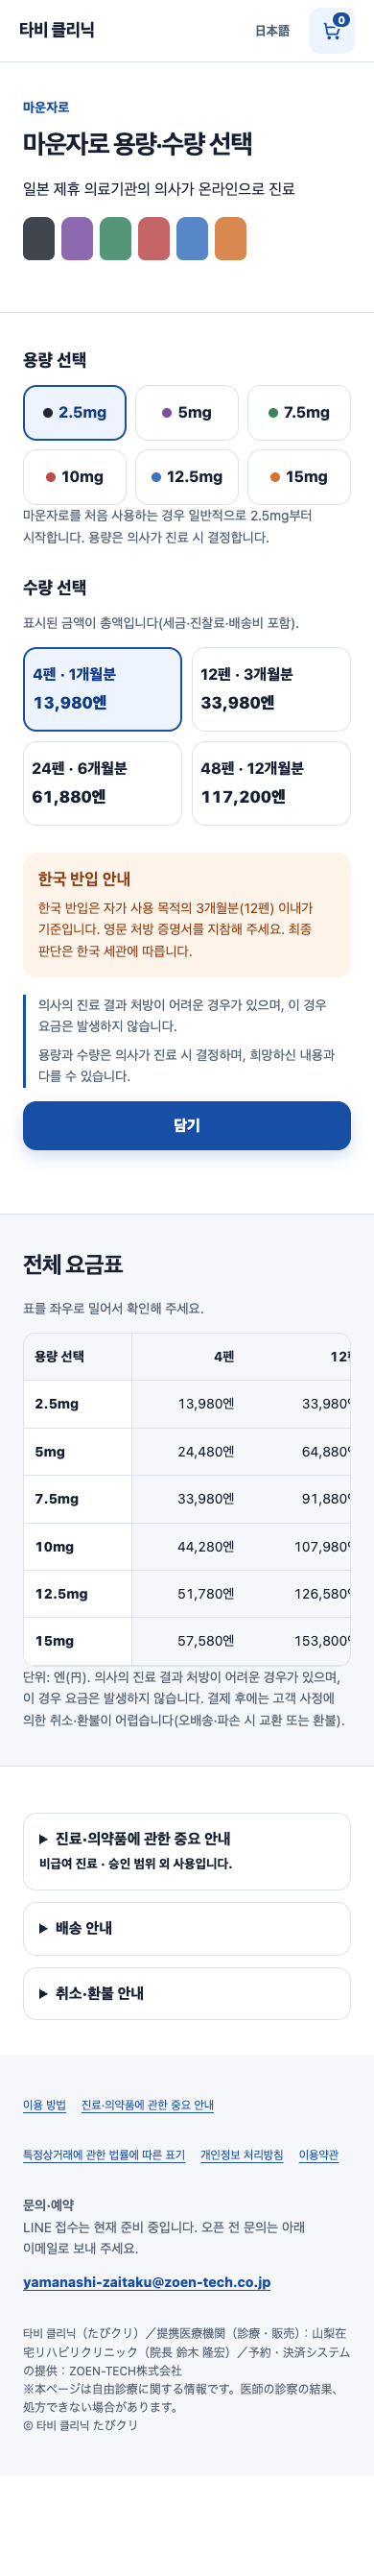 타비 클리닉
日本語
0
마운자로
마운자로 용량·수량 선택
일본 제휴 의료기관의 의사가 온라인으로 진료
용량 선택
2.5mg
5mg
7.5mg
10mg
12.5mg
15mg
마운자로를 처음 사용하는 경우 일반적으로 2.5mg부터
시작합니다. 용량은 의사가 진료 시 결정합니다.
수량 선택
표시된 금액이 총액입니다(세금·진찰료·배송비 포함).
4펜 · 1개월분
13,980엔
12펜 · 3개월분
33,980엔
24펜 · 6개월분
61,880엔
48펜 · 12개월분
117,200엔
한국 반입 안내
한국 반입은 자가 사용 목적의 3개월분(12펜) 이내가
기준입니다. 영문 처방 증명서를 지참해 주세요. 최종
판단은 한국 세관에 따릅니다.
의사의 진료 결과 처방이 어려운 경우가 있으며, 이 경우
요금은 발생하지 않습니다.
용량과 수량은 의사가 진료 시 결정하며, 희망하신 내용과
다를 수 있습니다.
담기
전체 요금표
표를 좌우로 밀어서 확인해 주세요.
용량 선택 4펜 12펜
2.5mg 13,980엔 33,980엔
5mg 24,480엔 64,880엔
7.5mg 33,980엔 91,880엔
10mg 44,280엔 107,980엔
12.5mg 51,780엔 126,580엔
15mg 57,580엔 153,800엔
단위: 엔(円). 의사의 진료 결과 처방이 어려운 경우가 있으며,
이 경우 요금은 발생하지 않습니다. 결제 후에는 고객 사정에
의한 취소·환불이 어렵습니다(오배송·파손 시 교환 또는 환불).
▶ 진료·의약품에 관한 중요 안내
비급여 진료 · 승인 범위 외 사용입니다.
▶ 배송 안내
▶ 취소·환불 안내
이용 방법 진료·의약품에 관한 중요 안내
특정상거래에 관한 법률에 따른 표기 개인정보 처리방침 이용약관
문의·예약
LINE 접수는 현재 준비 중입니다. 오픈 전 문의는 아래
이메일로 보내 주세요.
yamanashi-zaitaku@zoen-tech.co.jp
타비 클리닉（たびクリ）／提携医療機関（診療・販売）：山梨在
宅リハビリクリニック（院長 鈴木 隆宏）／予約・決済システム
の提供：ZOEN-TECH株式会社
※本ページは自由診療に関する情報です。医師の診察の結果、
処方できない場合があります。
© 타비 클리닉 たびクリ